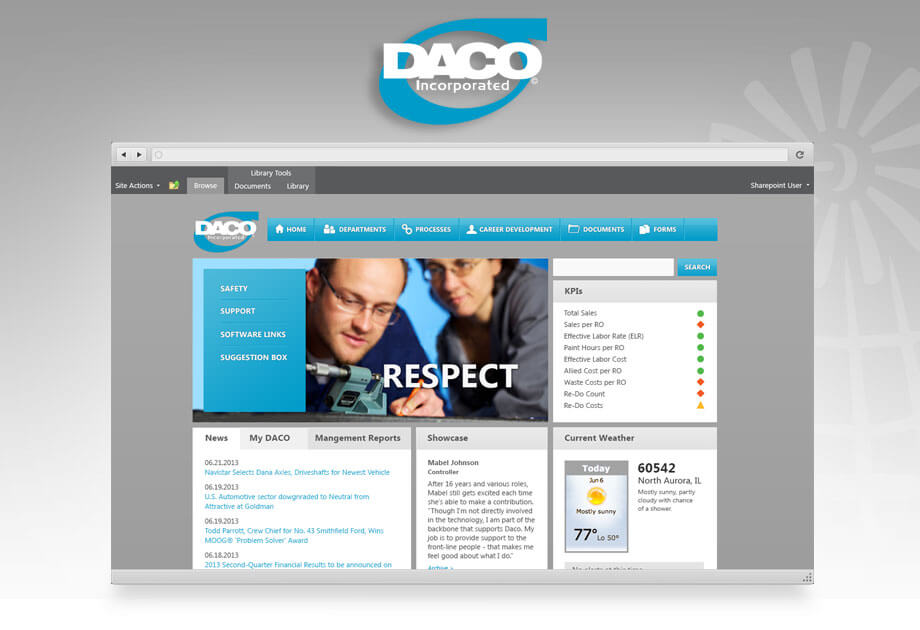 DACO
Incorporated
©
Library Tools
Site Actions
Browse
Documents
Library
Sharepoint User
DACO
Incorporated
HOME
DEPARTMENTS
PROCESSES
CAREER DEVELOPMENT
DOCUMENTS
FORMS
SAFETY
SUPPORT
SOFTWARE LINKS
SUGGESTION BOX
RESPECT
SEARCH
KPIs
Total Sales
Sales per RO
Effective Labor Rate (ELR)
Paint Hours per RO
Effective Labor Cost
Allied Cost per RO
Waste Costs per RO
Re-Do Count
Re-Do Costs
News
My DACO
Mangement Reports
06.21.2013
Navistar Selects Dana Axles, Driveshafts for Newest Vehicle
06.19.2013
U.S. Automotive sector downgraded to Neutral from
Attractive at Goldman
06.19.2013
Todd Parrott, Crew Chief for No. 43 Smithfield Ford, Wins
MOOG® 'Problem Solver' Award
06.18.2013
2013 Second-Quarter Financial Results to be announced on
Showcase
Mabel Johnson
Controller
After 16 years and various roles,
Mabel still gets excited each time
she's able to make a contribution.
"Though I'm not directly involved
in the technology, I am part of the
backbone that supports Daco. My
job is to provide support to the
front-line people - that makes me
feel good about what I do."
Archive >
Current Weather
Today
Jun 6
Mostly sunny
77° Lo 50°
60542
North Aurora, IL
Mostly sunny, partly
cloudy with chance
of a shower.
No alerts at this time